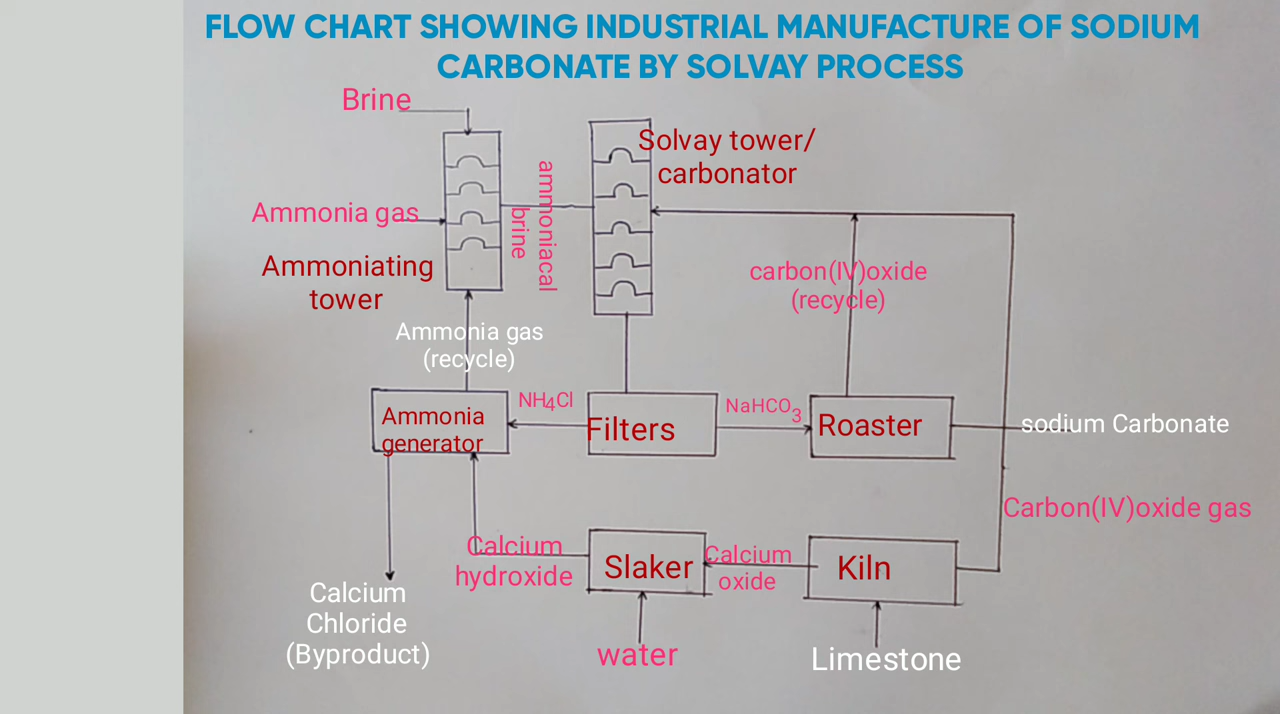 FLOW CHART SHOWING INDUSTRIAL MANUFACTURE OF SODIUM
CARBONATE BY SOLVAY PROCESS
Brine
Solvay tower/
carbonator
ammoniacal
brine
Ammonia gas
Ammoniating
tower
carbon(IV)oxide
(recycle)
Ammonia gas
(recycle)
Ammonia
generator
NH4Cl
Filters
NaHCO3
Roaster
sodium Carbonate
Carbon(IV)oxide gas
Calcium
hydroxide
Slaker
Calcium
oxide
Kiln
Calcium
Chloride
(Byproduct)
water
Limestone